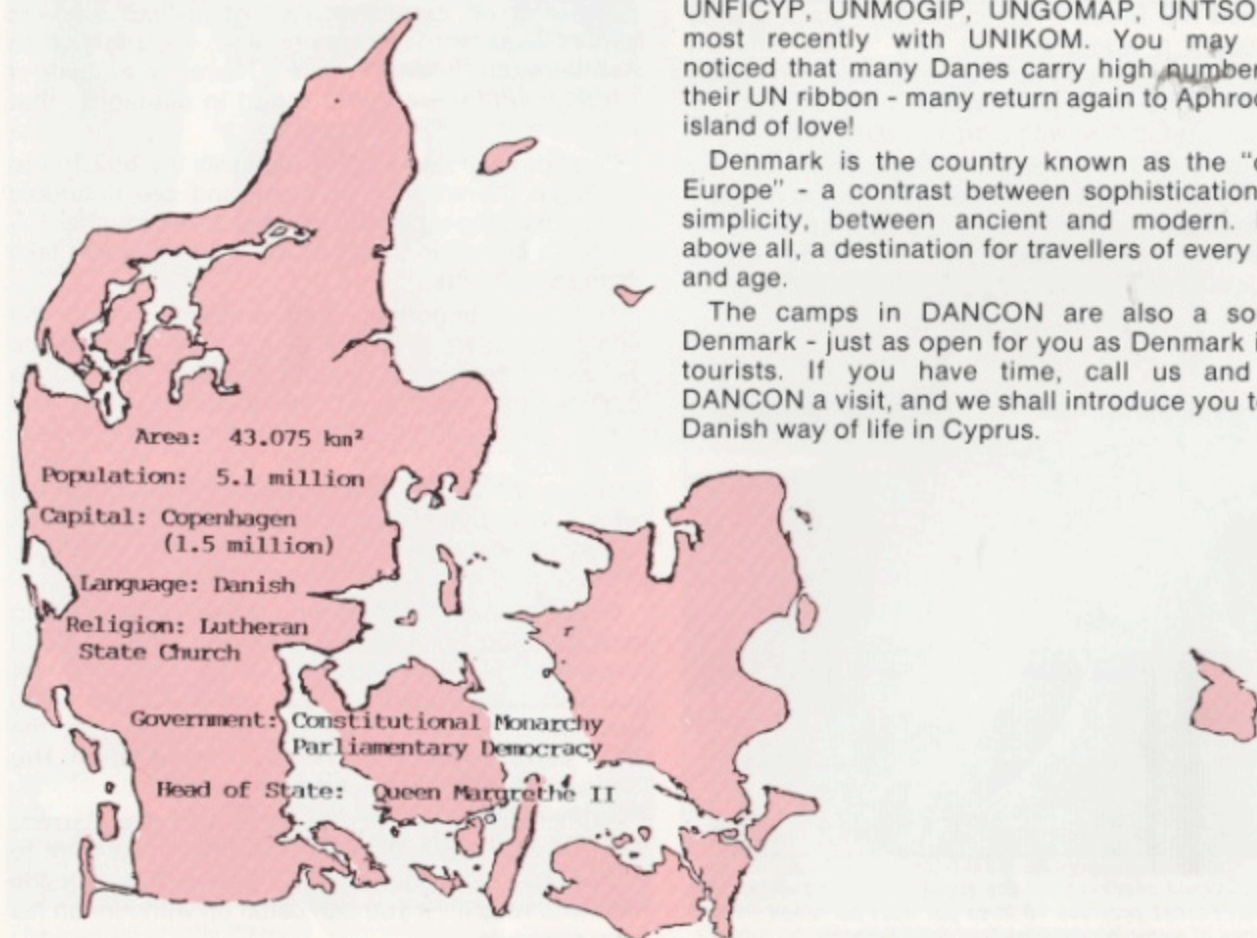 UNFICYP, UNMOGIP, UNGOMAP, UNTSO
most recently with UNIKOM. You may
noticed that many Danes carry high number
their UN ribbon - many return again to Aphrod
island of love!
Denmark is the country known as the "
Europe" - a contrast between sophistication
simplicity, between ancient and modern.
above all, a destination for travellers of every
and age.
The camps in DANCON are also a so
Denmark - just as open for you as Denmark i
tourists. If you have time, call us and
DANCON a visit, and we shall introduce you t
Danish way of life in Cyprus.
Area: 43.075 km²
Population: 5.1 million
Capital: Copenhagen
(1.5 million)
Language: Danish
Religion: Lutheran
State Church
Government: Constitutional Monarchy
Parliamentary Democracy
Head of State: Queen Margrethe II